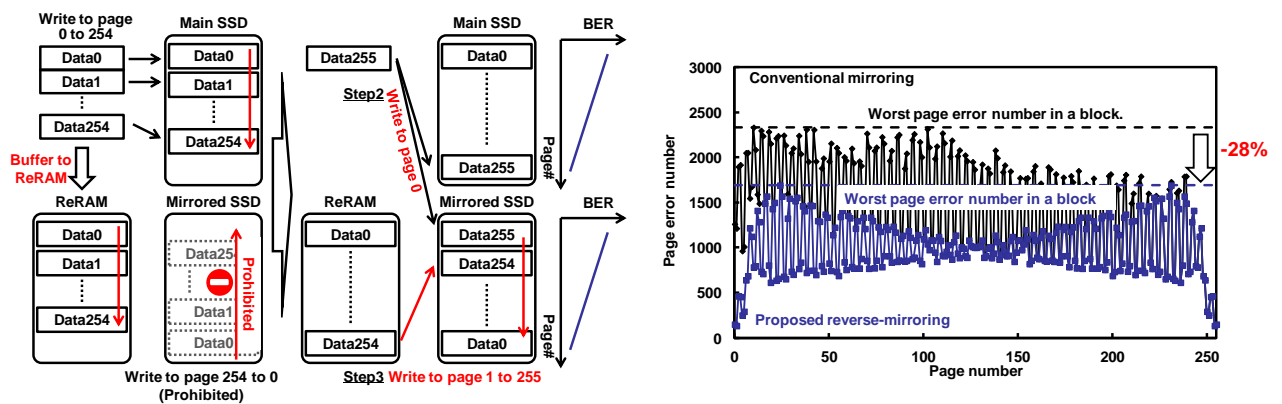 Write to page
0 to 254
Data0
Data1
Data254
Buffer to
ReRAM
Main SSD
Data0
Data1
Data254
ReRAM
Data0
Data1
Data254
Mirrored SSD
Data254
Data1
Data0
Prohibited
Write to page 254 to 0
(Prohibited)
Data255
Step2
Write to page 0
Main SSD
Data0
Data255
BER
Page#
ReRAM
Data0
Data254
Mirrored SSD
Data255
Data254
Data0
BER
Page#
Step3 Write to page 1 to 255
Page error number
3000
2500
2000
1500
1000
500
0
Conventional mirroring
Worst page error number in a block.
-28%
Worst page error number in a block
Proposed reverse-mirroring
0 50 100 150 200 250
Page number